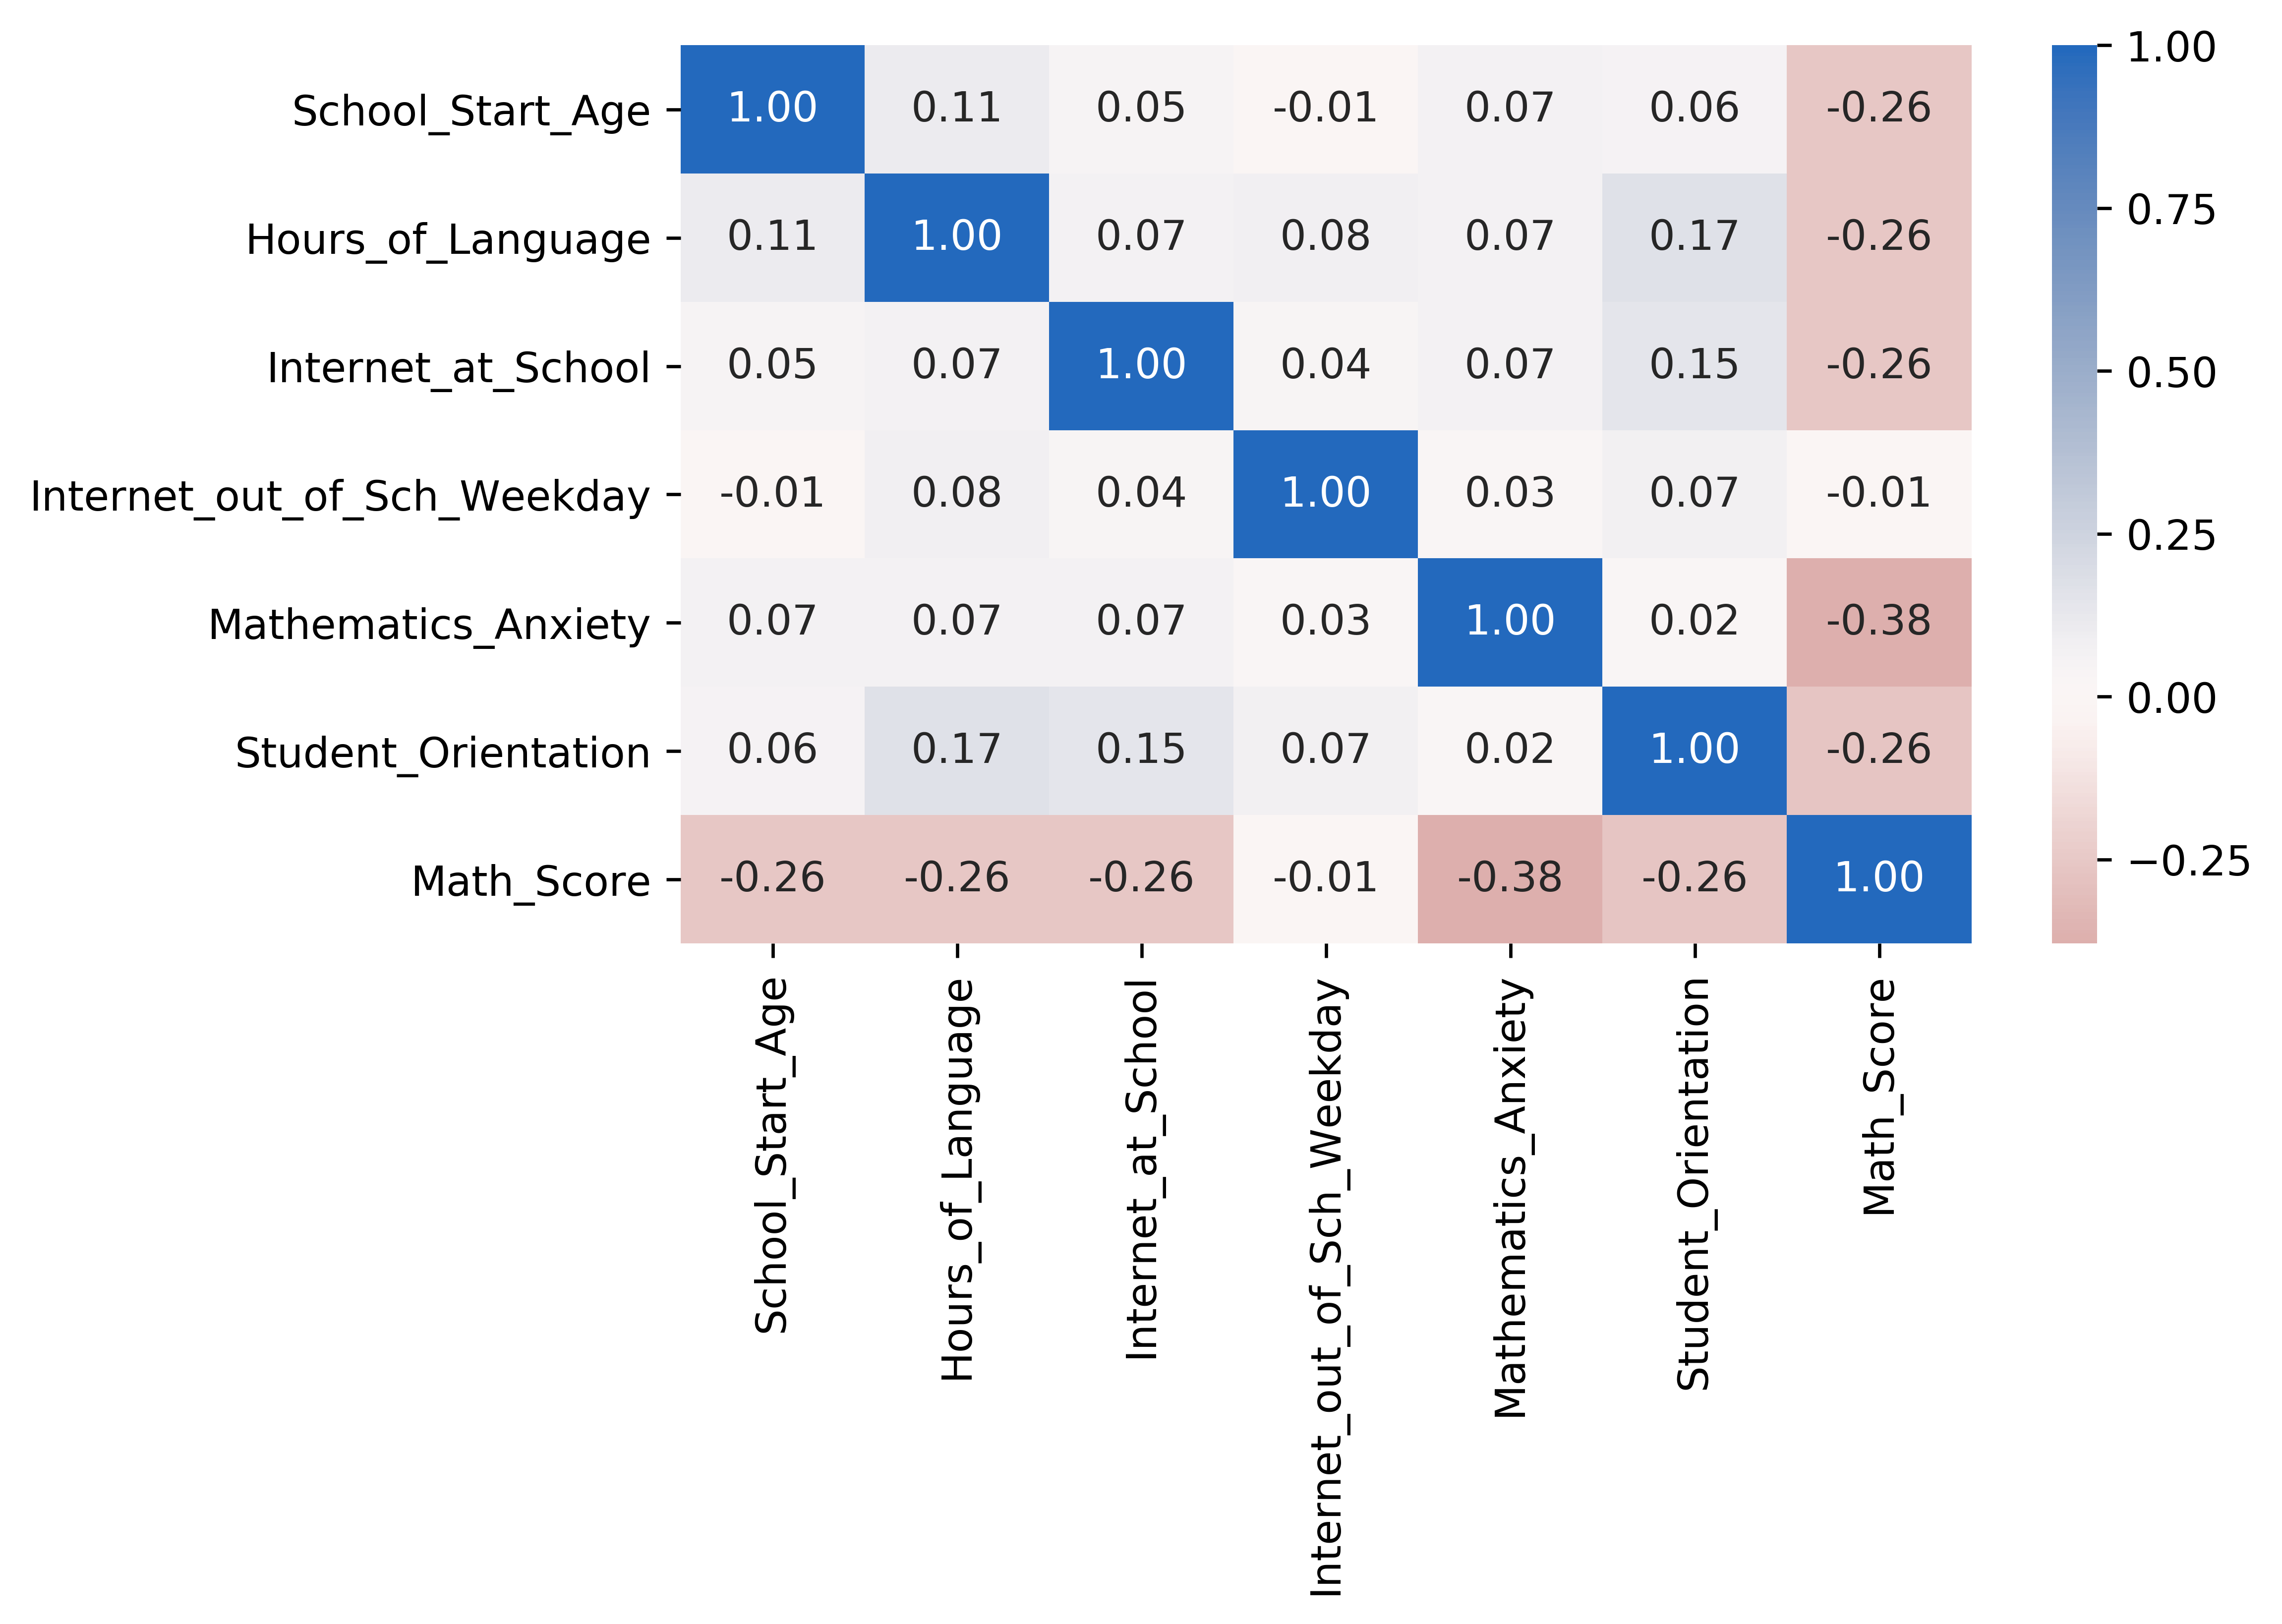 School_Start_Age 1.00 0.11 0.05 -0.01 0.07 0.06 -0.26
Hours_of_Language 0.11 1.00 0.07 0.08 0.07 0.17 -0.26
Internet_at_School 0.05 0.07 1.00 0.04 0.07 0.15 -0.26
Internet_out_of_Sch_Weekday -0.01 0.08 0.04 1.00 0.03 0.07 -0.01
Mathematics_Anxiety 0.07 0.07 0.07 0.03 1.00 0.02 -0.38
Student_Orientation 0.06 0.17 0.15 0.07 0.02 1.00 -0.26
Math_Score -0.26 -0.26 -0.26 -0.01 -0.38 -0.26 1.00
School_Start_Age
Hours_of_Language
Internet_at_School
Internet_out_of_Sch_Weekday
Mathematics_Anxiety
Student_Orientation
Math_Score
1.00
0.75
0.50
0.25
0.00
−0.25